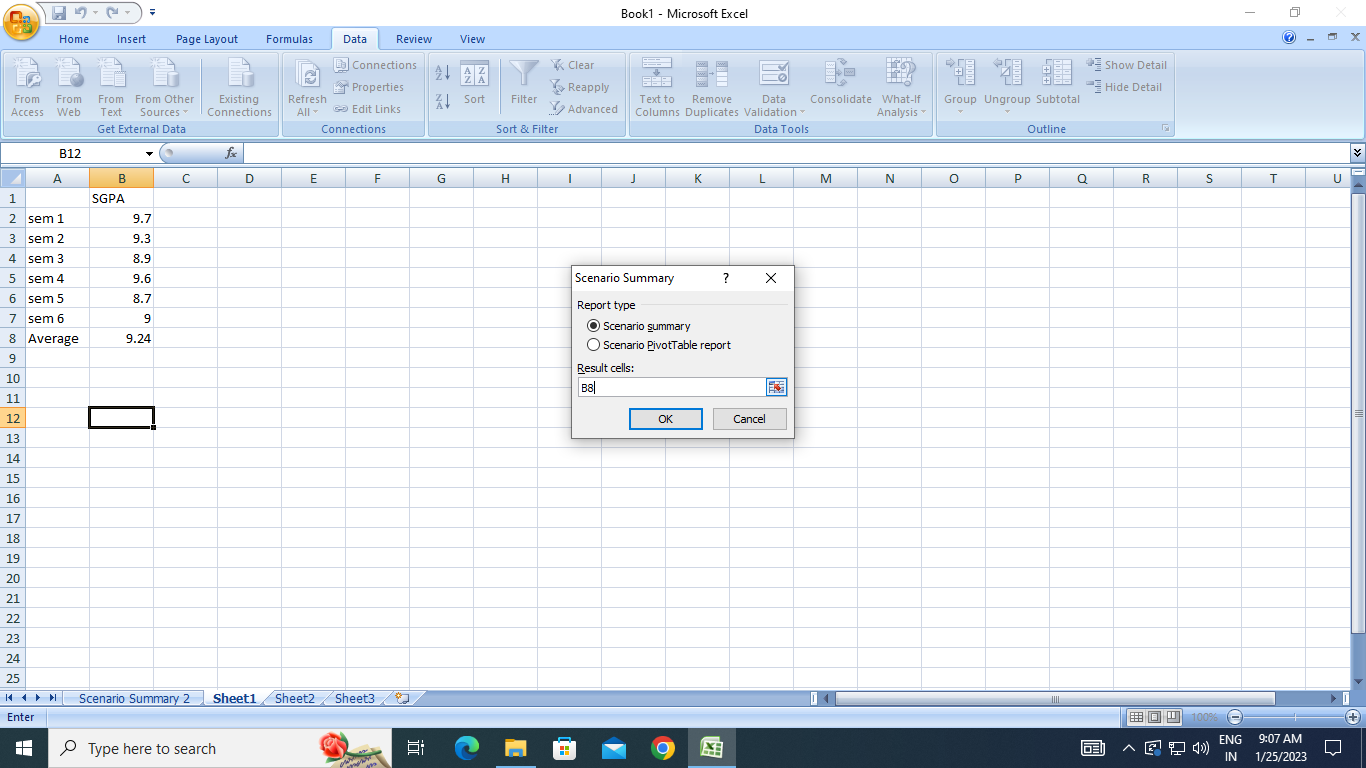 Book1 - Microsoft Excel
Home Insert Page Layout Formulas Data Review View
From Access
From Web
From Text
From Other Sources
Existing Connections
Get External Data
Refresh All
Connections
Properties
Edit Links
Connections
Sort
Filter
Clear
Reapply
Advanced
Sort & Filter
Text to Columns
Remove Duplicates
Data Validation
Consolidate
What-If Analysis
Data Tools
Group
Ungroup
Subtotal
Show Detail
Hide Detail
Outline
B12 fx
A B C D E F G H I J K L M N O P Q R S T U
1 SGPA
2 sem 1 9.7
3 sem 2 9.3
4 sem 3 8.9
5 sem 4 9.6
6 sem 5 8.7
7 sem 6 9
8 Average 9.24
9
10
11
12
13
14
15
16
17
18
19
20
21
22
23
24
25
Scenario Summary ?
Report type
Scenario summary
Scenario PivotTable report
Result cells:
B8
OK Cancel
Scenario Summary 2 Sheet1 Sheet2 Sheet3
Enter 100%
Type here to search
ENG
IN
9:07 AM
1/25/2023